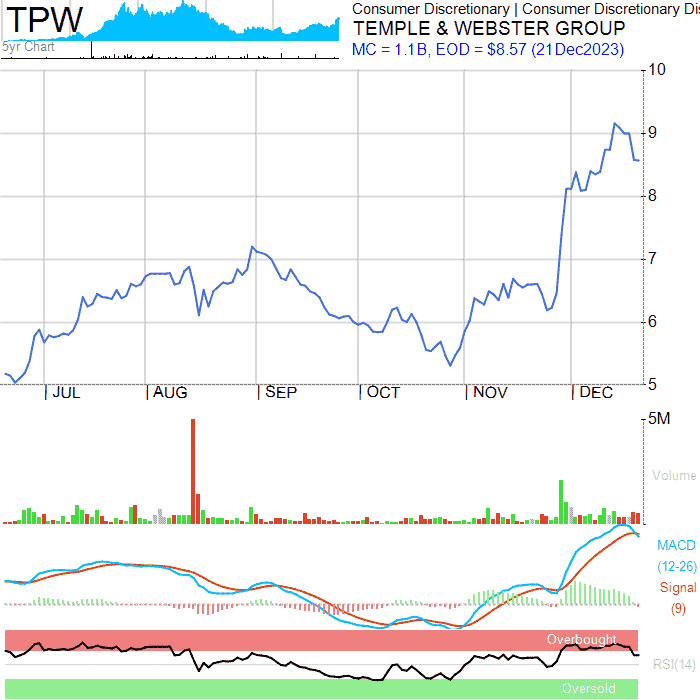 TPW
5yr Chart
Consumer Discretionary | Consumer Discretionary Dis
TEMPLE & WEBSTER GROUP
MC = 1.1B, EOD = $8.57 (21Dec2023)
10
9
8
7
6
5
JUL AUG SEP OCT NOV DEC
5M
Volume
MACD
(12-26)
Signal
(9)
Overbought
RSI(14)
Oversold